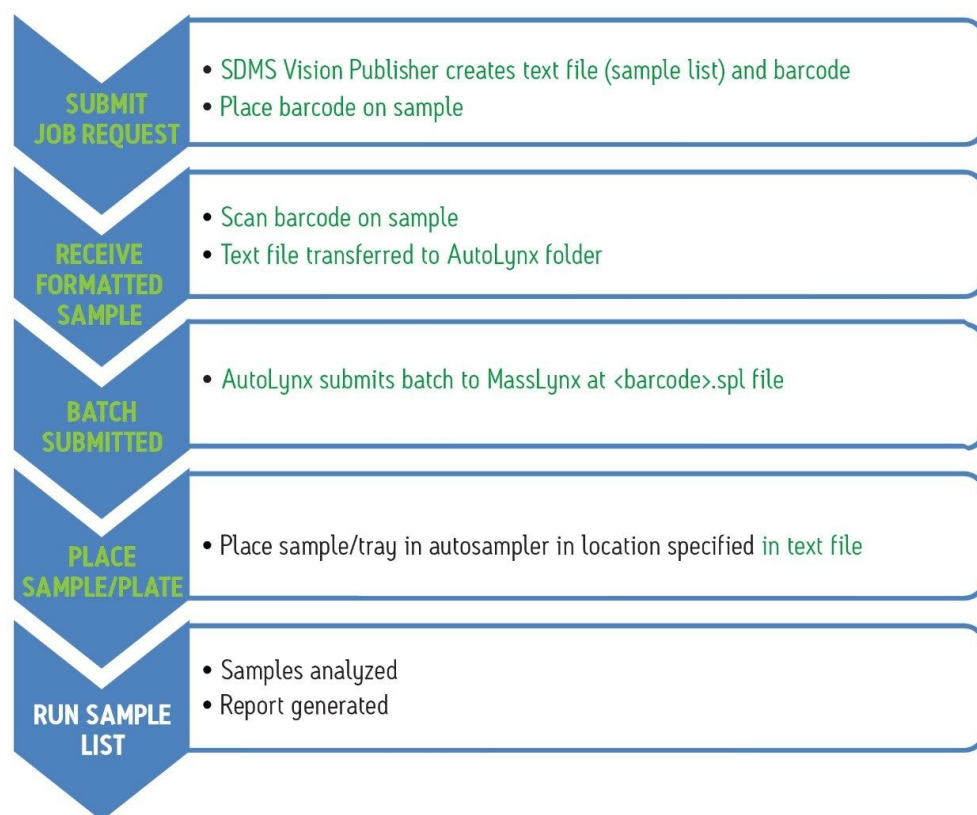 SUBMIT
JOB REQUEST
• SDMS Vision Publisher creates text file (sample list) and barcode
• Place barcode on sample
RECEIVE
FORMATTED
SAMPLE
• Scan barcode on sample
• Text file transferred to AutoLynx folder
BATCH
SUBMITTED
• AutoLynx submits batch to MassLynx at <barcode>.spl file
PLACE
SAMPLE/PLATE
• Place sample/tray in autosampler in location specified in text file
RUN SAMPLE
LIST
• Samples analyzed
• Report generated